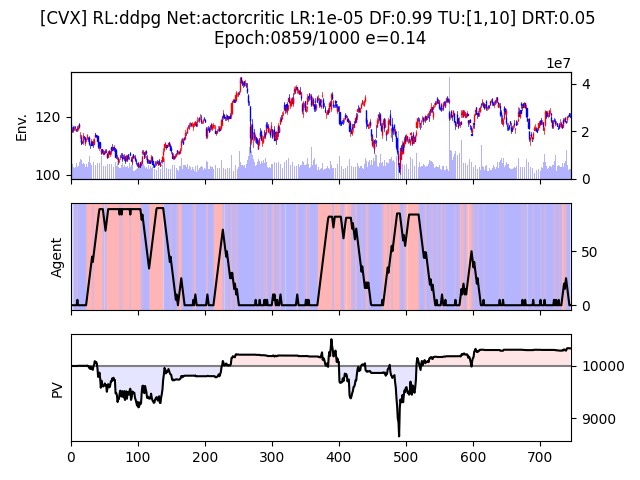 [CVX] RL:ddpg Net:actorcritic LR:1e-05 DF:0.99 TU:[1,10] DRT:0.05
Epoch:0859/1000 e=0.14
1e7
Env.
120
100
4
2
0
Agent
50
0
PV
10000
9000
0 100 200 300 400 500 600 700